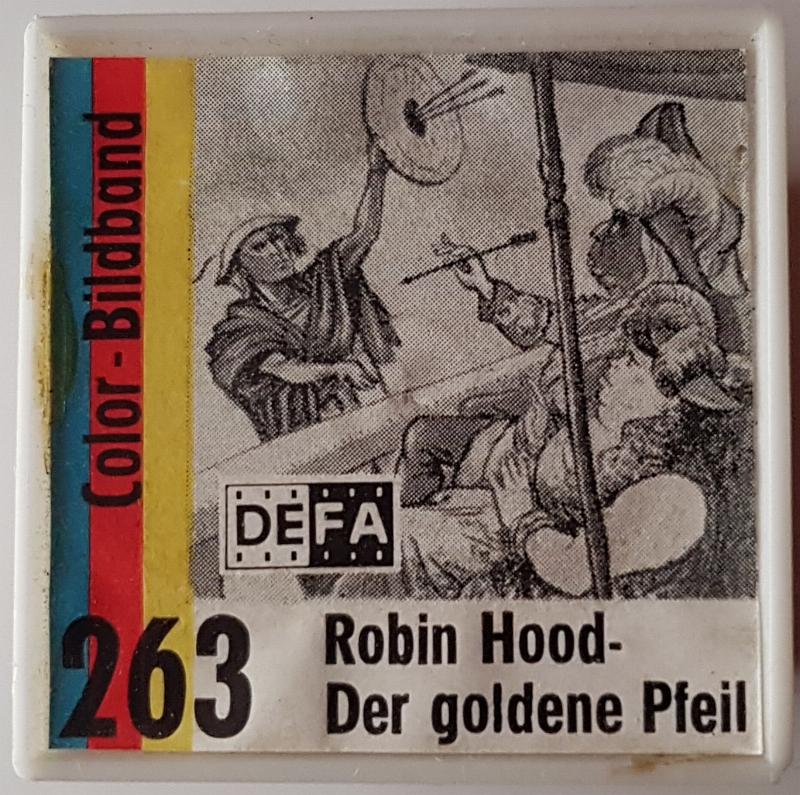 Color-Bildband
DEFA
263
Robin Hood-
Der goldene Pfeil